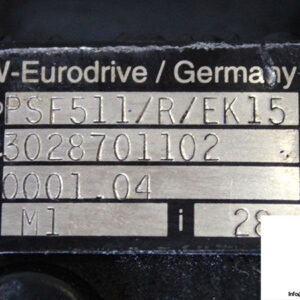 W-Eurodrive / Germany
PSF511/R/EK15
3028701102
0001.04
M1 i 28